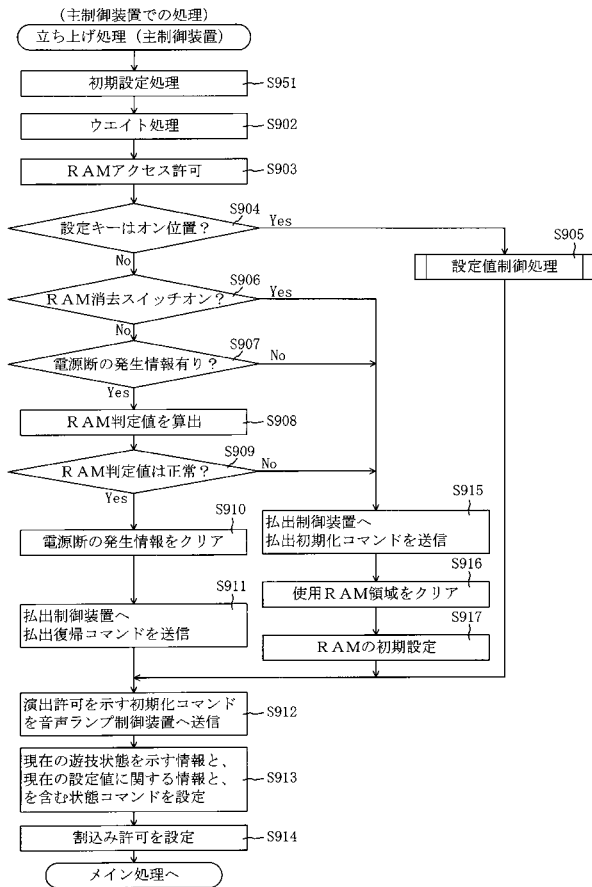 (主制御装置での処理)
立ち上げ処理(主制御装置)
初期設定処理
S951
ウエイト処理
S902
RAMアクセス許可
S903
設定キーはオン位置?
S904
Yes
No
設定値制御処理
S905
RAM消去スイッチオン?
S906
Yes
No
電源断の発生情報有り?
S907
No
Yes
RAM判定値を算出
S908
RAM判定値は正常?
S909
No
Yes
電源断の発生情報をクリア
S910
払出制御装置へ
払出復帰コマンドを送信
S911
払出制御装置へ
払出初期化コマンドを送信
S915
使用RAM領域をクリア
S916
RAMの初期設定
S917
演出許可を示す初期化コマンド
を音声ランプ制御装置へ送信
S912
現在の遊技状態を示す情報と、
現在の設定値に関する情報と、
を含む状態コマンドを設定
S913
割込み許可を設定
S914
メイン処理へ